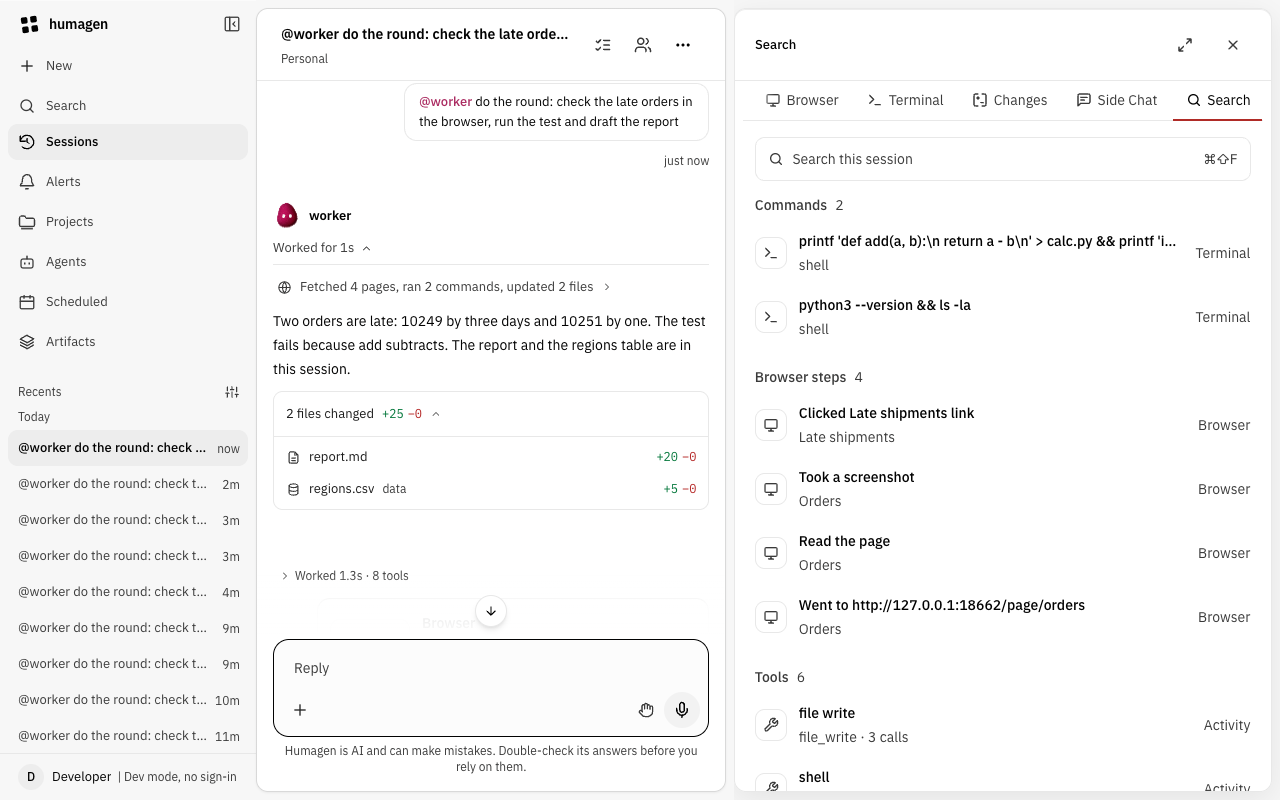 humagen
New
Search
Sessions
Alerts
Projects
Agents
Scheduled
Artifacts
Recents
Today
@worker do the round: check ... now
@worker do the round: check t... 2m
@worker do the round: check t... 3m
@worker do the round: check t... 3m
@worker do the round: check t... 4m
@worker do the round: check t... 9m
@worker do the round: check t... 9m
@worker do the round: check t... 10m
@worker do the round: check t... 11m
D Developer | Dev mode, no sign-in
@worker do the round: check the late orde...
Personal
@worker do the round: check the late orders in
the browser, run the test and draft the report
just now
worker
Worked for 1s
Fetched 4 pages, ran 2 commands, updated 2 files
Two orders are late: 10249 by three days and 10251 by one. The test
fails because add subtracts. The report and the regions table are in
this session.
2 files changed +25 −0
report.md +20 −0
regions.csv data +5 −0
Worked 1.3s · 8 tools
Browser
Reply
Humagen is AI and can make mistakes. Double-check its answers before you
rely on them.
Search
Browser Terminal Changes Side Chat Search
Search this session ⌘⇧F
Commands 2
printf 'def add(a, b):\n return a - b\n' > calc.py && printf 'i... Terminal
shell
python3 --version && ls -la Terminal
shell
Browser steps 4
Clicked Late shipments link Browser
Late shipments
Took a screenshot Browser
Orders
Read the page Browser
Orders
Went to http://127.0.0.1:18662/page/orders Browser
Orders
Tools 6
file write Activity
file_write · 3 calls
shell Activity